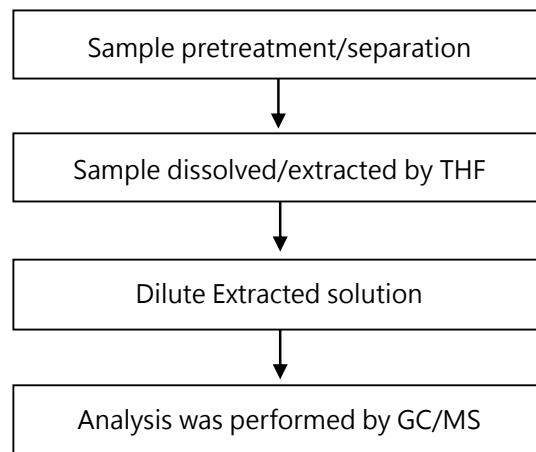 Sample pretreatment/separation
Sample dissolved/extracted by THF
Dilute Extracted solution
Analysis was performed by GC/MS